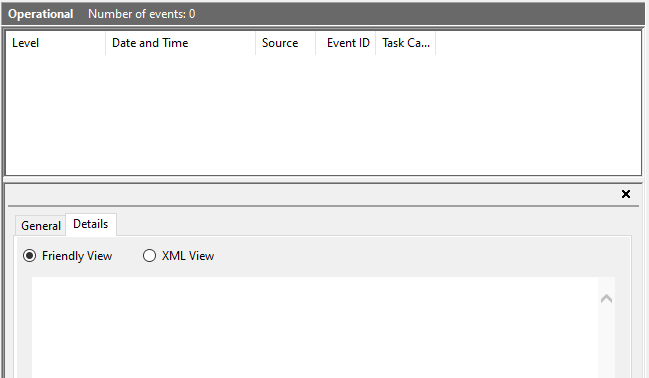 Operational Number of events: 0
Level Date and Time Source Event ID Task Ca...
General Details
Friendly View XML View